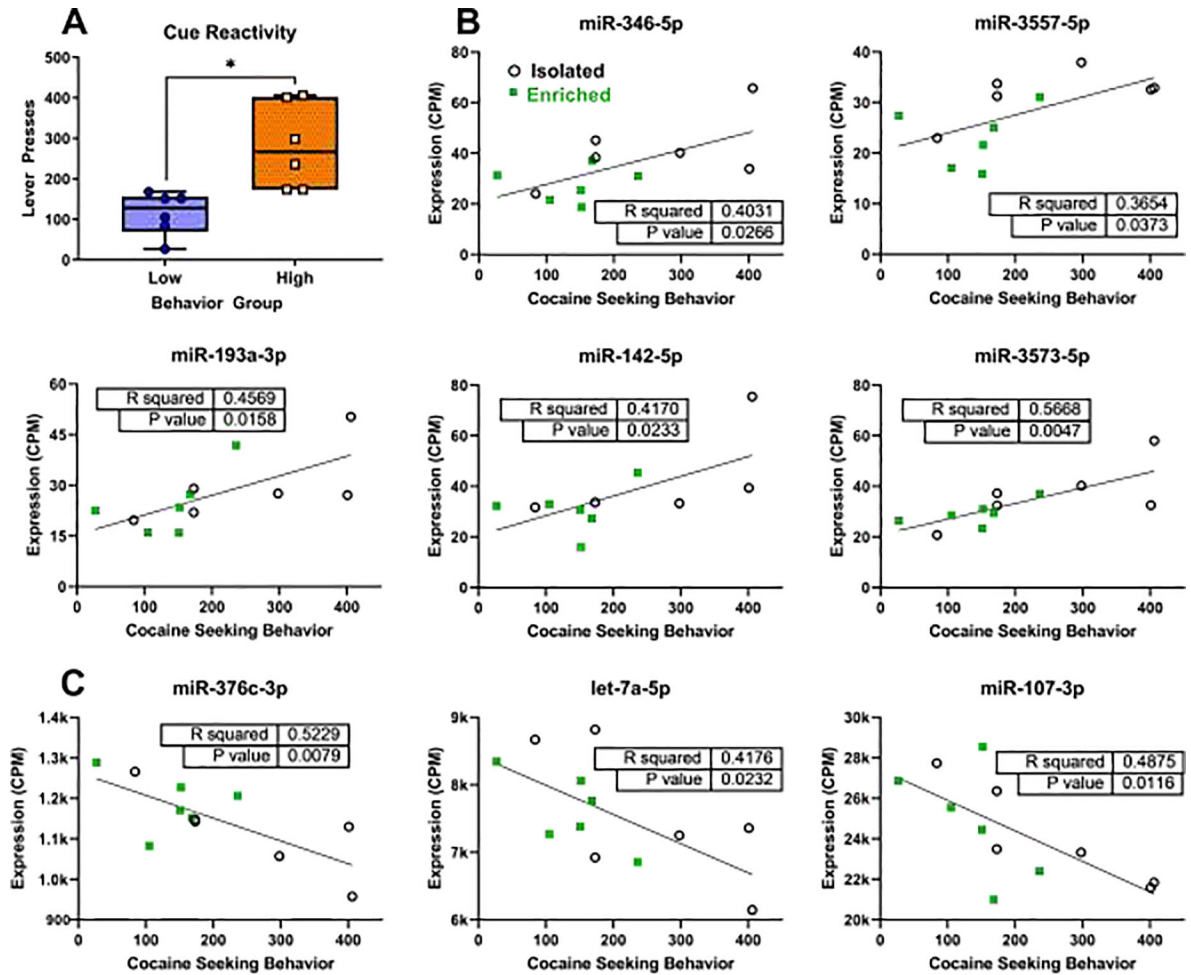 A
Cue Reactivity
500
400
300
200
100
0
Lever Presses
*
Low
High
Behavior Group
B
miR-346-5p
Isolated
Enriched
80
60
40
20
0
Expression (CPM)
R squared 0.4031
P value 0.0266
0 100 200 300 400
Cocaine Seeking Behavior
miR-3557-5p
40
30
20
10
0
Expression (CPM)
R squared 0.3654
P value 0.0373
0 100 200 300 400
Cocaine Seeking Behavior
miR-193a-3p
60
45
30
15
0
Expression (CPM)
R squared 0.4569
P value 0.0158
0 100 200 300 400
Cocaine Seeking Behavior
miR-142-5p
80
60
40
20
0
Expression (CPM)
R squared 0.4170
P value 0.0233
0 100 200 300 400
Cocaine Seeking Behavior
miR-3573-5p
80
60
40
20
0
Expression (CPM)
R squared 0.5668
P value 0.0047
0 100 200 300 400
Cocaine Seeking Behavior
C
miR-376c-3p
1.4k
1.3k
1.2k
1.1k
1.0k
900
Expression (CPM)
R squared 0.5229
P value 0.0079
0 100 200 300 400
Cocaine Seeking Behavior
let-7a-5p
9k
8k
7k
6k
Expression (CPM)
R squared 0.4176
P value 0.0232
0 100 200 300 400
Cocaine Seeking Behavior
miR-107-3p
30k
28k
26k
24k
22k
20k
Expression (CPM)
R squared 0.4875
P value 0.0116
0 100 200 300 400
Cocaine Seeking Behavior